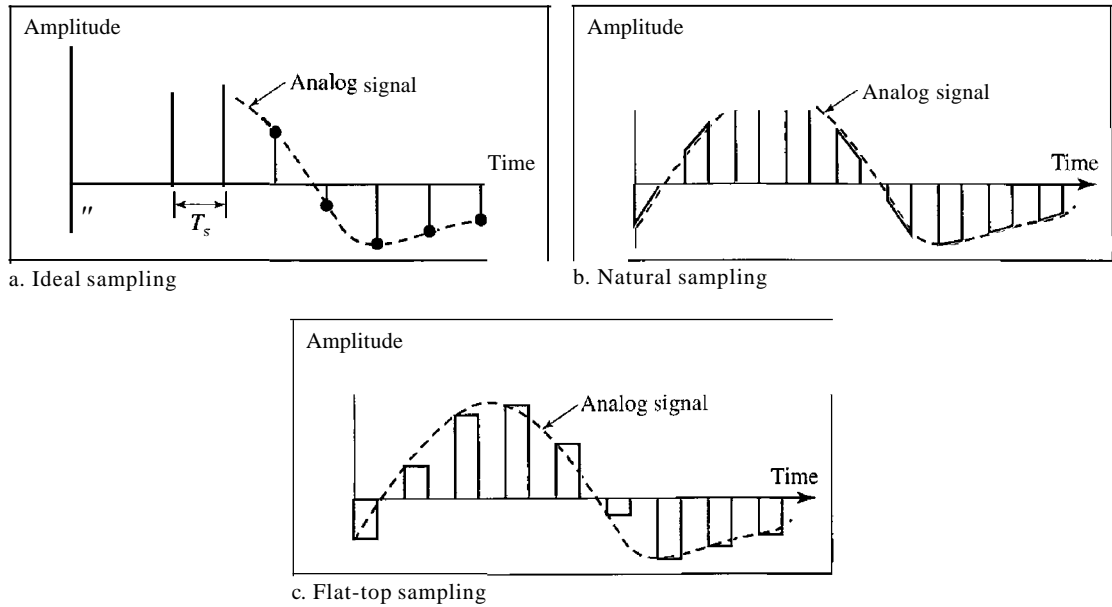 Amplitude
Analog signal
Time
"
Ts
a. Ideal sampling
Amplitude
Analog signal
Time
b. Natural sampling
Amplitude
Analog signal
Time
c. Flat-top sampling